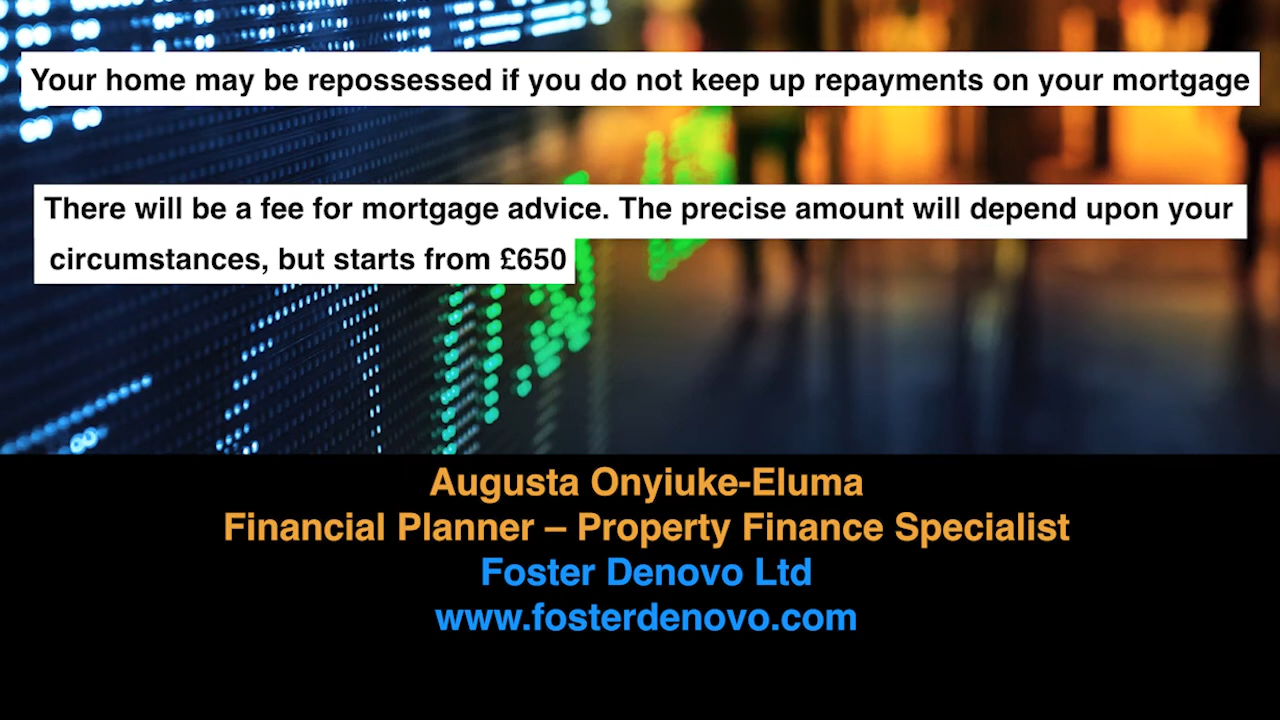 Your home may be repossessed if you do not keep up repayments on your mortgage
There will be a fee for mortgage advice. The precise amount will depend upon your
circumstances, but starts from £650
Augusta Onyiuke-Eluma
Financial Planner – Property Finance Specialist
Foster Denovo Ltd
www.fosterdenovo.com